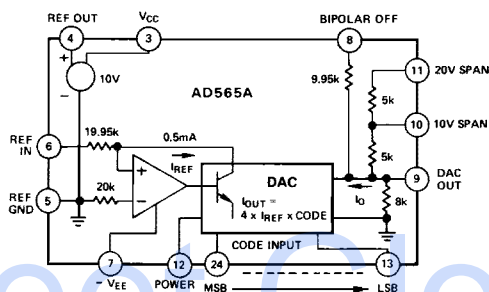 REF OUT
VCC
BIPOLAR OFF
4
3
8
+
10V
−
9.95k
11
20V SPAN
AD565A
5k
10
10V SPAN
REF IN
6
19.95k
0.5mA
IREF
5k
+
−
DAC
IOUT =
4 x IREF x CODE
IO
9
DAC OUT
REF GND
5
20k
8k
CODE INPUT
7
12
24
13
− VEE
POWER
MSB
LSB